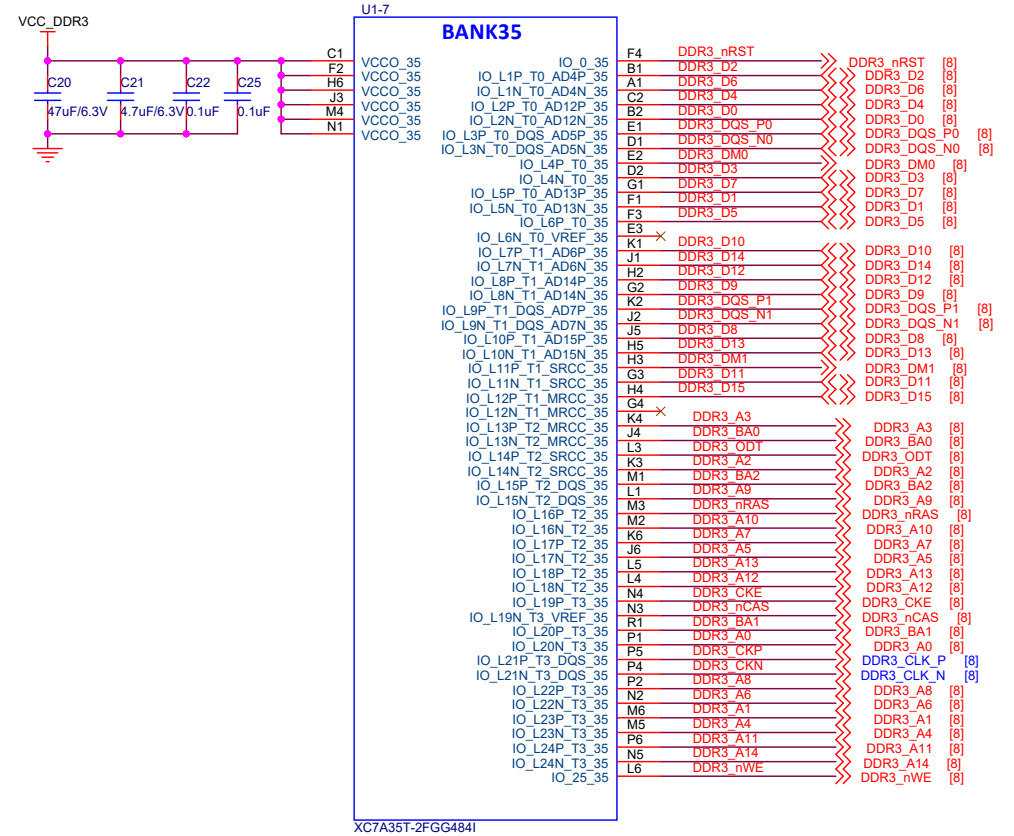 U1-7
VCC_DDR3
BANK35
C1 VCCO_35
F2 VCCO_35
H6 VCCO_35
J3 VCCO_35
M4 VCCO_35
N1 VCCO_35
C20 C21 C22 C25
47uF/6.3V 4.7uF/6.3V 0.1uF 0.1uF
IO_0_35 F4 DDR3_nRST DDR3_nRST [8]
IO_L1P_T0_AD4P_35 B1 DDR3_D2 DDR3_D2 [8]
IO_L1N_T0_AD4N_35 A1 DDR3_D6 DDR3_D6 [8]
IO_L2P_T0_AD12P_35 C2 DDR3_D4 DDR3_D4 [8]
IO_L2N_T0_AD12N_35 B2 DDR3_D0 DDR3_D0 [8]
IO_L3P_T0_DQS_AD5P_35 E1 DDR3_DQS_P0 DDR3_DQS_P0 [8]
IO_L3N_T0_DQS_AD5N_35 D1 DDR3_DQS_N0 DDR3_DQS_N0 [8]
IO_L4P_T0_35 E2 DDR3_DM0 DDR3_DM0 [8]
IO_L4N_T0_35 D2 DDR3_D3 DDR3_D3 [8]
IO_L5P_T0_AD13P_35 G1 DDR3_D7 DDR3_D7 [8]
IO_L5N_T0_AD13N_35 F1 DDR3_D1 DDR3_D1 [8]
IO_L6P_T0_35 F3 DDR3_D5 DDR3_D5 [8]
IO_L6N_T0_VREF_35 E3
IO_L7P_T1_AD6P_35 K1 DDR3_D10 DDR3_D10 [8]
IO_L7N_T1_AD6N_35 J1 DDR3_D14 DDR3_D14 [8]
IO_L8P_T1_AD14P_35 H2 DDR3_D12 DDR3_D12 [8]
IO_L8N_T1_AD14N_35 G2 DDR3_D9 DDR3_D9 [8]
IO_L9P_T1_DQS_AD7P_35 K2 DDR3_DQS_P1 DDR3_DQS_P1 [8]
IO_L9N_T1_DQS_AD7N_35 J2 DDR3_DQS_N1 DDR3_DQS_N1 [8]
IO_L10P_T1_AD15P_35 J5 DDR3_D8 DDR3_D8 [8]
IO_L10N_T1_AD15N_35 H5 DDR3_D13 DDR3_D13 [8]
IO_L11P_T1_SRCC_35 H3 DDR3_DM1 DDR3_DM1 [8]
IO_L11N_T1_SRCC_35 G3 DDR3_D11 DDR3_D11 [8]
IO_L12P_T1_MRCC_35 H4 DDR3_D15 DDR3_D15 [8]
IO_L12N_T1_MRCC_35 G4
IO_L13P_T2_MRCC_35 K4 DDR3_A3 DDR3_A3 [8]
IO_L13N_T2_MRCC_35 J4 DDR3_BA0 DDR3_BA0 [8]
IO_L14P_T2_SRCC_35 L3 DDR3_ODT DDR3_ODT [8]
IO_L14N_T2_SRCC_35 K3 DDR3_A2 DDR3_A2 [8]
IO_L15P_T2_DQS_35 M1 DDR3_BA2 DDR3_BA2 [8]
IO_L15N_T2_DQS_35 L1 DDR3_A9 DDR3_A9 [8]
IO_L16P_T2_35 M3 DDR3_nRAS DDR3_nRAS [8]
IO_L16N_T2_35 M2 DDR3_A10 DDR3_A10 [8]
IO_L17P_T2_35 K6 DDR3_A7 DDR3_A7 [8]
IO_L17N_T2_35 J6 DDR3_A5 DDR3_A5 [8]
IO_L18P_T2_35 L5 DDR3_A13 DDR3_A13 [8]
IO_L18N_T2_35 L4 DDR3_A12 DDR3_A12 [8]
IO_L19P_T3_35 N4 DDR3_CKE DDR3_CKE [8]
IO_L19N_T3_VREF_35 N3 DDR3_nCAS DDR3_nCAS [8]
IO_L20P_T3_35 R1 DDR3_BA1 DDR3_BA1 [8]
IO_L20N_T3_35 P1 DDR3_A0 DDR3_A0 [8]
IO_L21P_T3_DQS_35 P5 DDR3_CKP DDR3_CLK_P [8]
IO_L21N_T3_DQS_35 P4 DDR3_CKN DDR3_CLK_N [8]
IO_L22P_T3_35 P2 DDR3_A8 DDR3_A8 [8]
IO_L22N_T3_35 N2 DDR3_A6 DDR3_A6 [8]
IO_L23P_T3_35 M6 DDR3_A1 DDR3_A1 [8]
IO_L23N_T3_35 M5 DDR3_A4 DDR3_A4 [8]
IO_L24P_T3_35 P6 DDR3_A11 DDR3_A11 [8]
IO_L24N_T3_35 N5 DDR3_A14 DDR3_A14 [8]
IO_25_35 L6 DDR3_nWE DDR3_nWE [8]
XC7A35T-2FGG484I